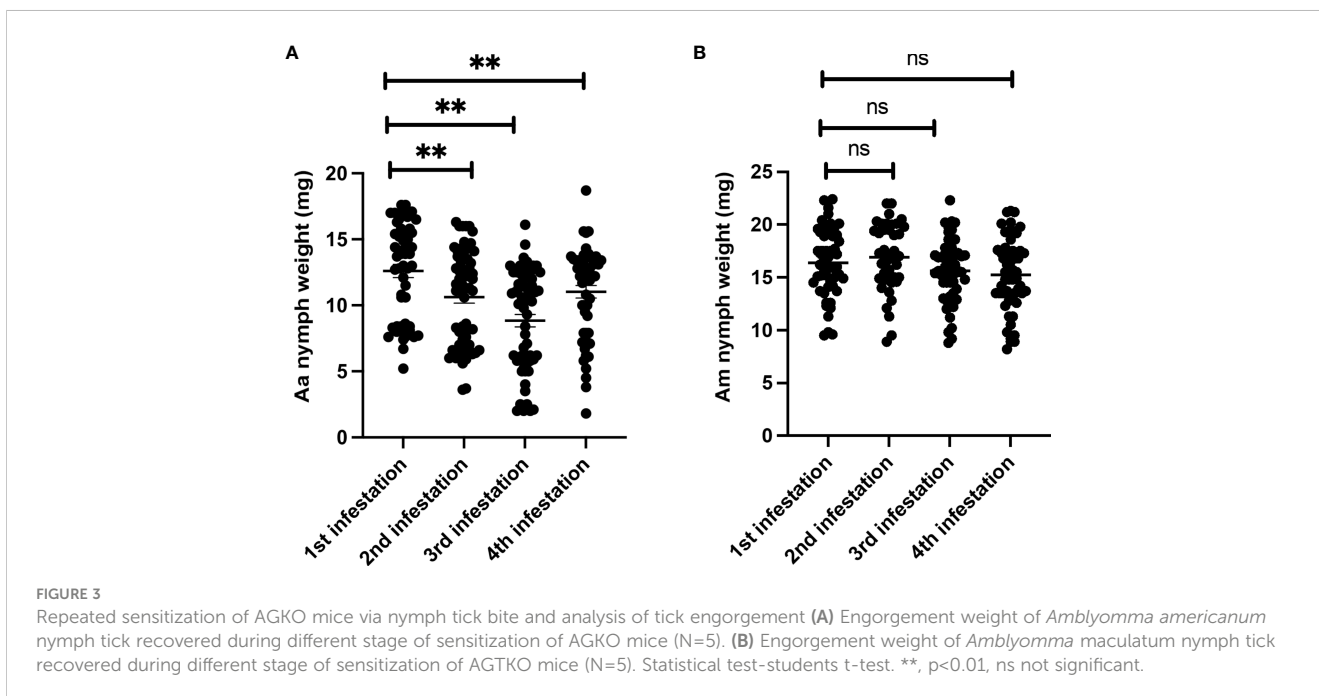 A
B
**
**
**
ns
ns
ns
Aa nymph weight (mg)
20
15
10
5
0
1st infestation
2nd infestation
3rd infestation
4th infestation
Am nymph weight (mg)
25
20
15
10
5
0
1st infestation
2nd infestation
3rd infestation
4th infestation
FIGURE 3
Repeated sensitization of AGKO mice via nymph tick bite and analysis of tick engorgement (A) Engorgement weight of Amblyomma americanum
nymph tick recovered during different stage of sensitization of AGKO mice (N=5). (B) Engorgement weight of Amblyomma maculatum nymph tick
recovered during different stage of sensitization of AGTKO mice (N=5). Statistical test-students t-test. **, p<0.01, ns not significant.